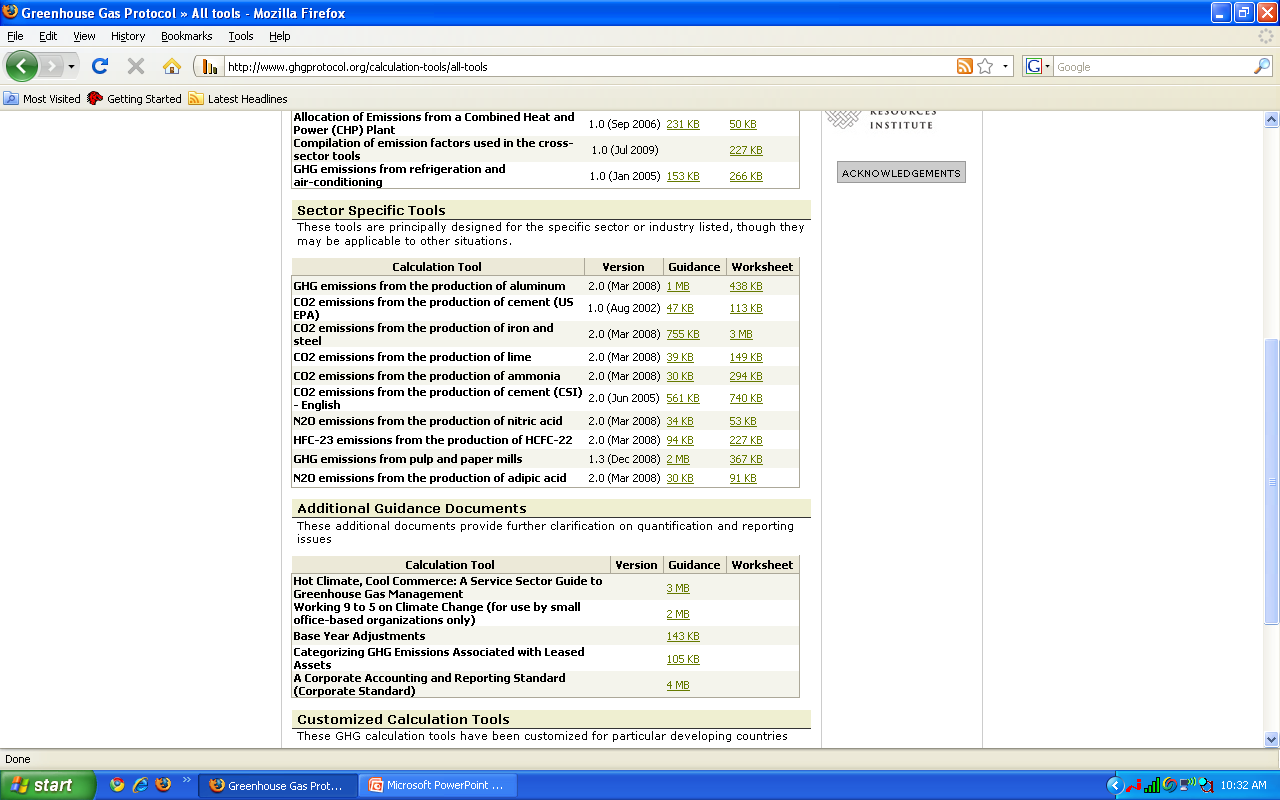 Greenhouse Gas Protocol » All tools - Mozilla Firefox
File Edit View History Bookmarks Tools Help
http://www.ghgprotocol.org/calculation-tools/all-tools
G Google
Most Visited Getting Started Latest Headlines
Allocation of Emissions from a Combined Heat and
Power (CHP) Plant 1.0 (Sep 2006) 231 KB 50 KB
Compilation of emission factors used in the cross-
sector tools 1.0 (Jul 2009) 227 KB
GHG emissions from refrigeration and
air-conditioning 1.0 (Jan 2005) 153 KB 266 KB
RESOURCES
INSTITUTE
ACKNOWLEDGEMENTS
Sector Specific Tools
These tools are principally designed for the specific sector or industry listed, though they
may be applicable to other situations.
Calculation Tool Version Guidance Worksheet
GHG emissions from the production of aluminum 2.0 (Mar 2008) 1 MB 438 KB
CO2 emissions from the production of cement (US
EPA) 1.0 (Aug 2002) 47 KB 113 KB
CO2 emissions from the production of iron and
steel 2.0 (Mar 2008) 755 KB 3 MB
CO2 emissions from the production of lime 2.0 (Mar 2008) 39 KB 149 KB
CO2 emissions from the production of ammonia 2.0 (Mar 2008) 30 KB 294 KB
CO2 emissions from the production of cement (CSI)
- English 2.0 (Jun 2005) 561 KB 740 KB
N2O emissions from the production of nitric acid 2.0 (Mar 2008) 34 KB 53 KB
HFC-23 emissions from the production of HCFC-22 2.0 (Mar 2008) 94 KB 227 KB
GHG emissions from pulp and paper mills 1.3 (Dec 2008) 2 MB 367 KB
N2O emissions from the production of adipic acid 2.0 (Mar 2008) 30 KB 91 KB
Additional Guidance Documents
These additional documents provide further clarification on quantification and reporting
issues
Calculation Tool Version Guidance Worksheet
Hot Climate, Cool Commerce: A Service Sector Guide to
Greenhouse Gas Management 3 MB
Working 9 to 5 on Climate Change (for use by small
office-based organizations only) 2 MB
Base Year Adjustments 143 KB
Categorizing GHG Emissions Associated with Leased
Assets 105 KB
A Corporate Accounting and Reporting Standard
(Corporate Standard) 4 MB
Customized Calculation Tools
These GHG calculation tools have been customized for particular developing countries
Done
start Greenhouse Gas Prot... Microsoft PowerPoint ... 10:32 AM